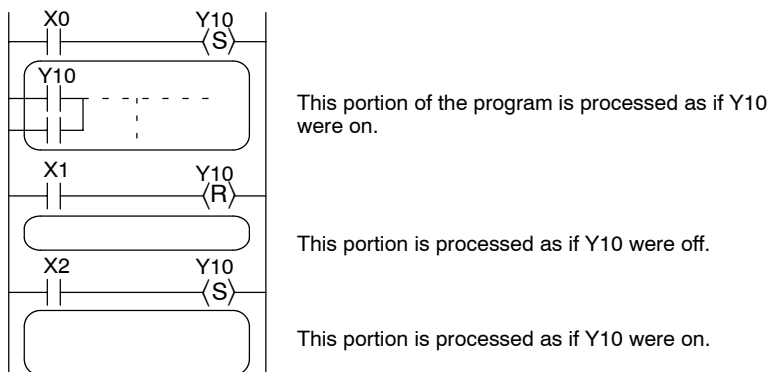 X0 Y10
S
Y10
This portion of the program is processed as if Y10
were on.
X1 Y10
R
This portion is processed as if Y10 were off.
X2 Y10
S
This portion is processed as if Y10 were on.